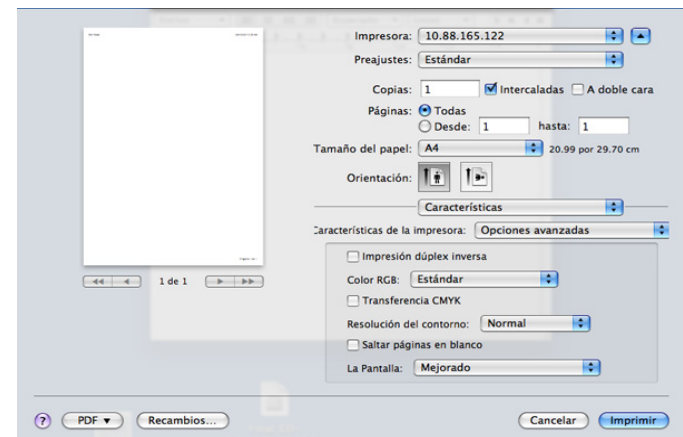 Impresora: 10.88.165.122
Preajustes: Estándar
Copias: 1 Intercaladas A doble cara
Páginas: Todas
Desde: 1 hasta: 1
Tamaño del papel: A4 20.99 por 29.70 cm
Orientación:
Características
Características de la impresora: Opciones avanzadas
Impresión dúplex inversa
1 de 1
Color RGB: Estándar
Transferencia CMYK
Resolución del contorno: Normal
Saltar páginas en blanco
La Pantalla: Mejorado
? PDF Recambios... Cancelar Imprimir